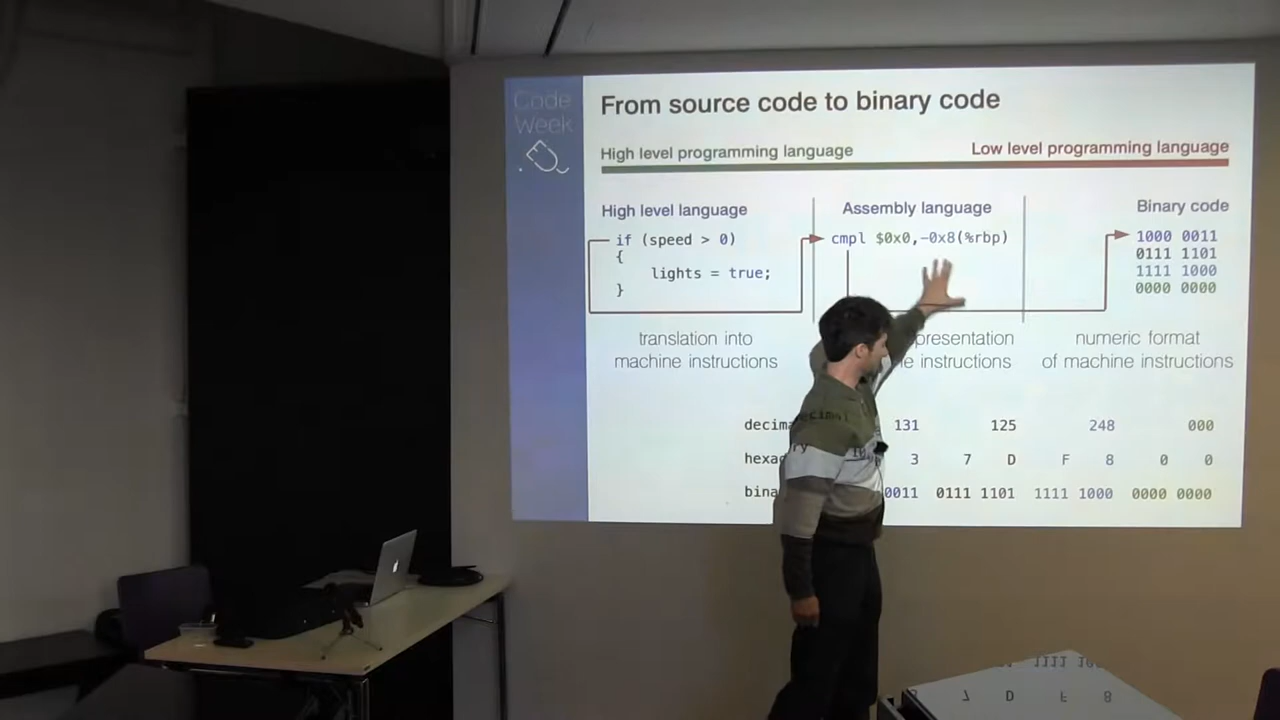 Code
Week
From source code to binary code
High level programming language
Low level programming language
High level language
if (speed > 0)
{
lights = true;
}
translation into
machine instructions
Assembly language
cmpl $0x0,-0x8(%rbp)
instructions
Binary code
1000 0011
0111 1101
1111 1000
0000 0000
numeric format
of machine instructions
131 125 248 000
3 7 D F 8 0 0
0011 0111 1101 1111 1000 0000 0000